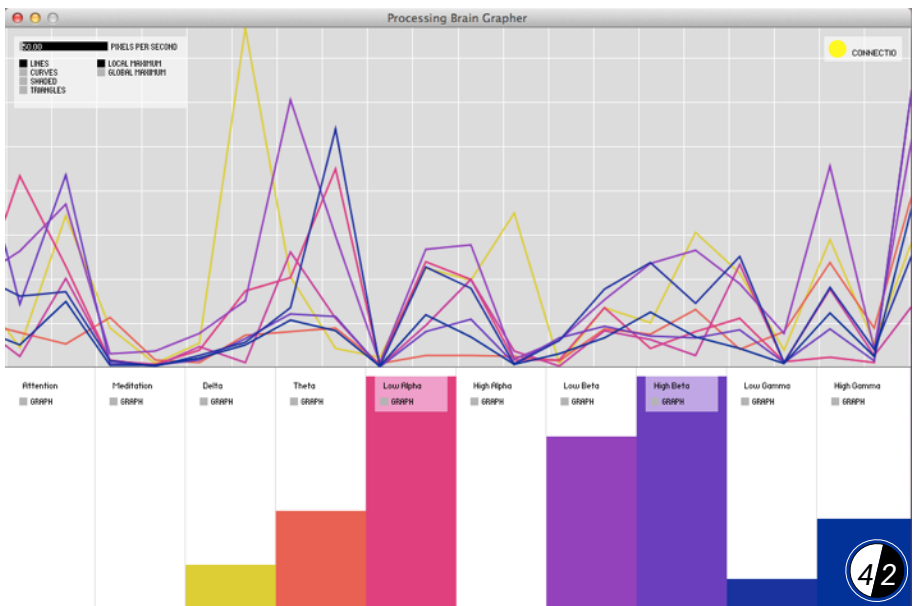 Processing Brain Grapher
50.00 PIXELS PER SECOND
LINES LOCAL MAXIMUM
CURVES GLOBAL MAXIMUM
SHADED
TRIANGLES
CONNECTIO
Attention Meditation Delta Theta Low Alpha High Alpha Low Beta High Beta Low Gamma High Gamma
GRAPH GRAPH GRAPH GRAPH GRAPH GRAPH GRAPH GRAPH GRAPH GRAPH
42